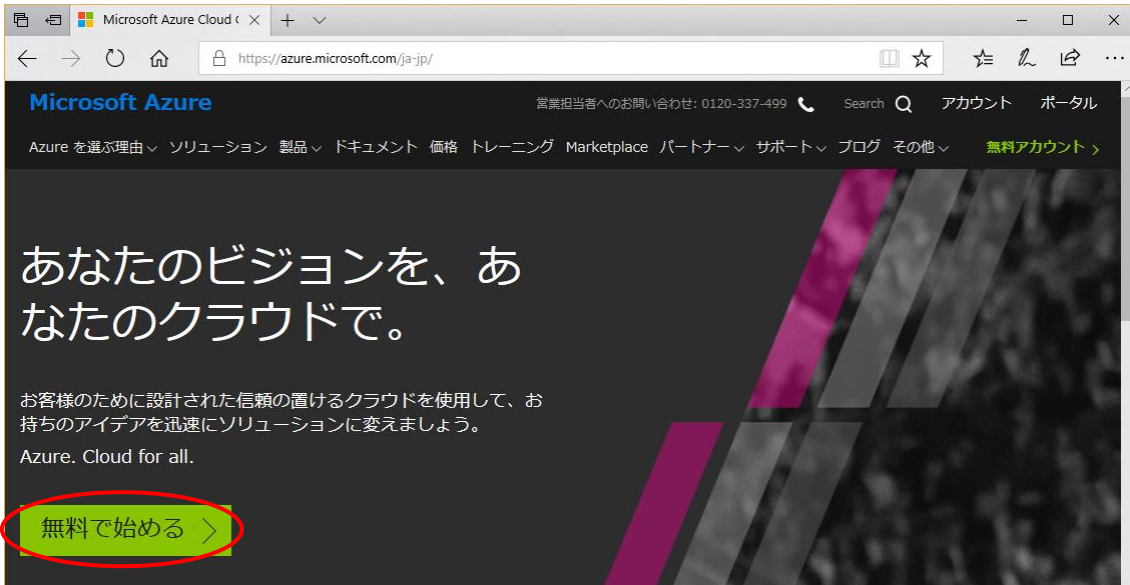 Microsoft Azure Cloud C
https://azure.microsoft.com/ja-jp/
Microsoft Azure 営業担当者へのお問い合わせ: 0120-337-499 Search アカウント ポータル
Azure を選ぶ理由 ソリューション 製品 ドキュメント 価格 トレーニング Marketplace パートナー サポート ブログ その他 無料アカウント
あなたのビジョンを、あ
なたのクラウドで。
お客様のために設計された信頼の置けるクラウドを使用して、お
持ちのアイデアを迅速にソリューションに変えましょう。
Azure. Cloud for all.
無料で始める